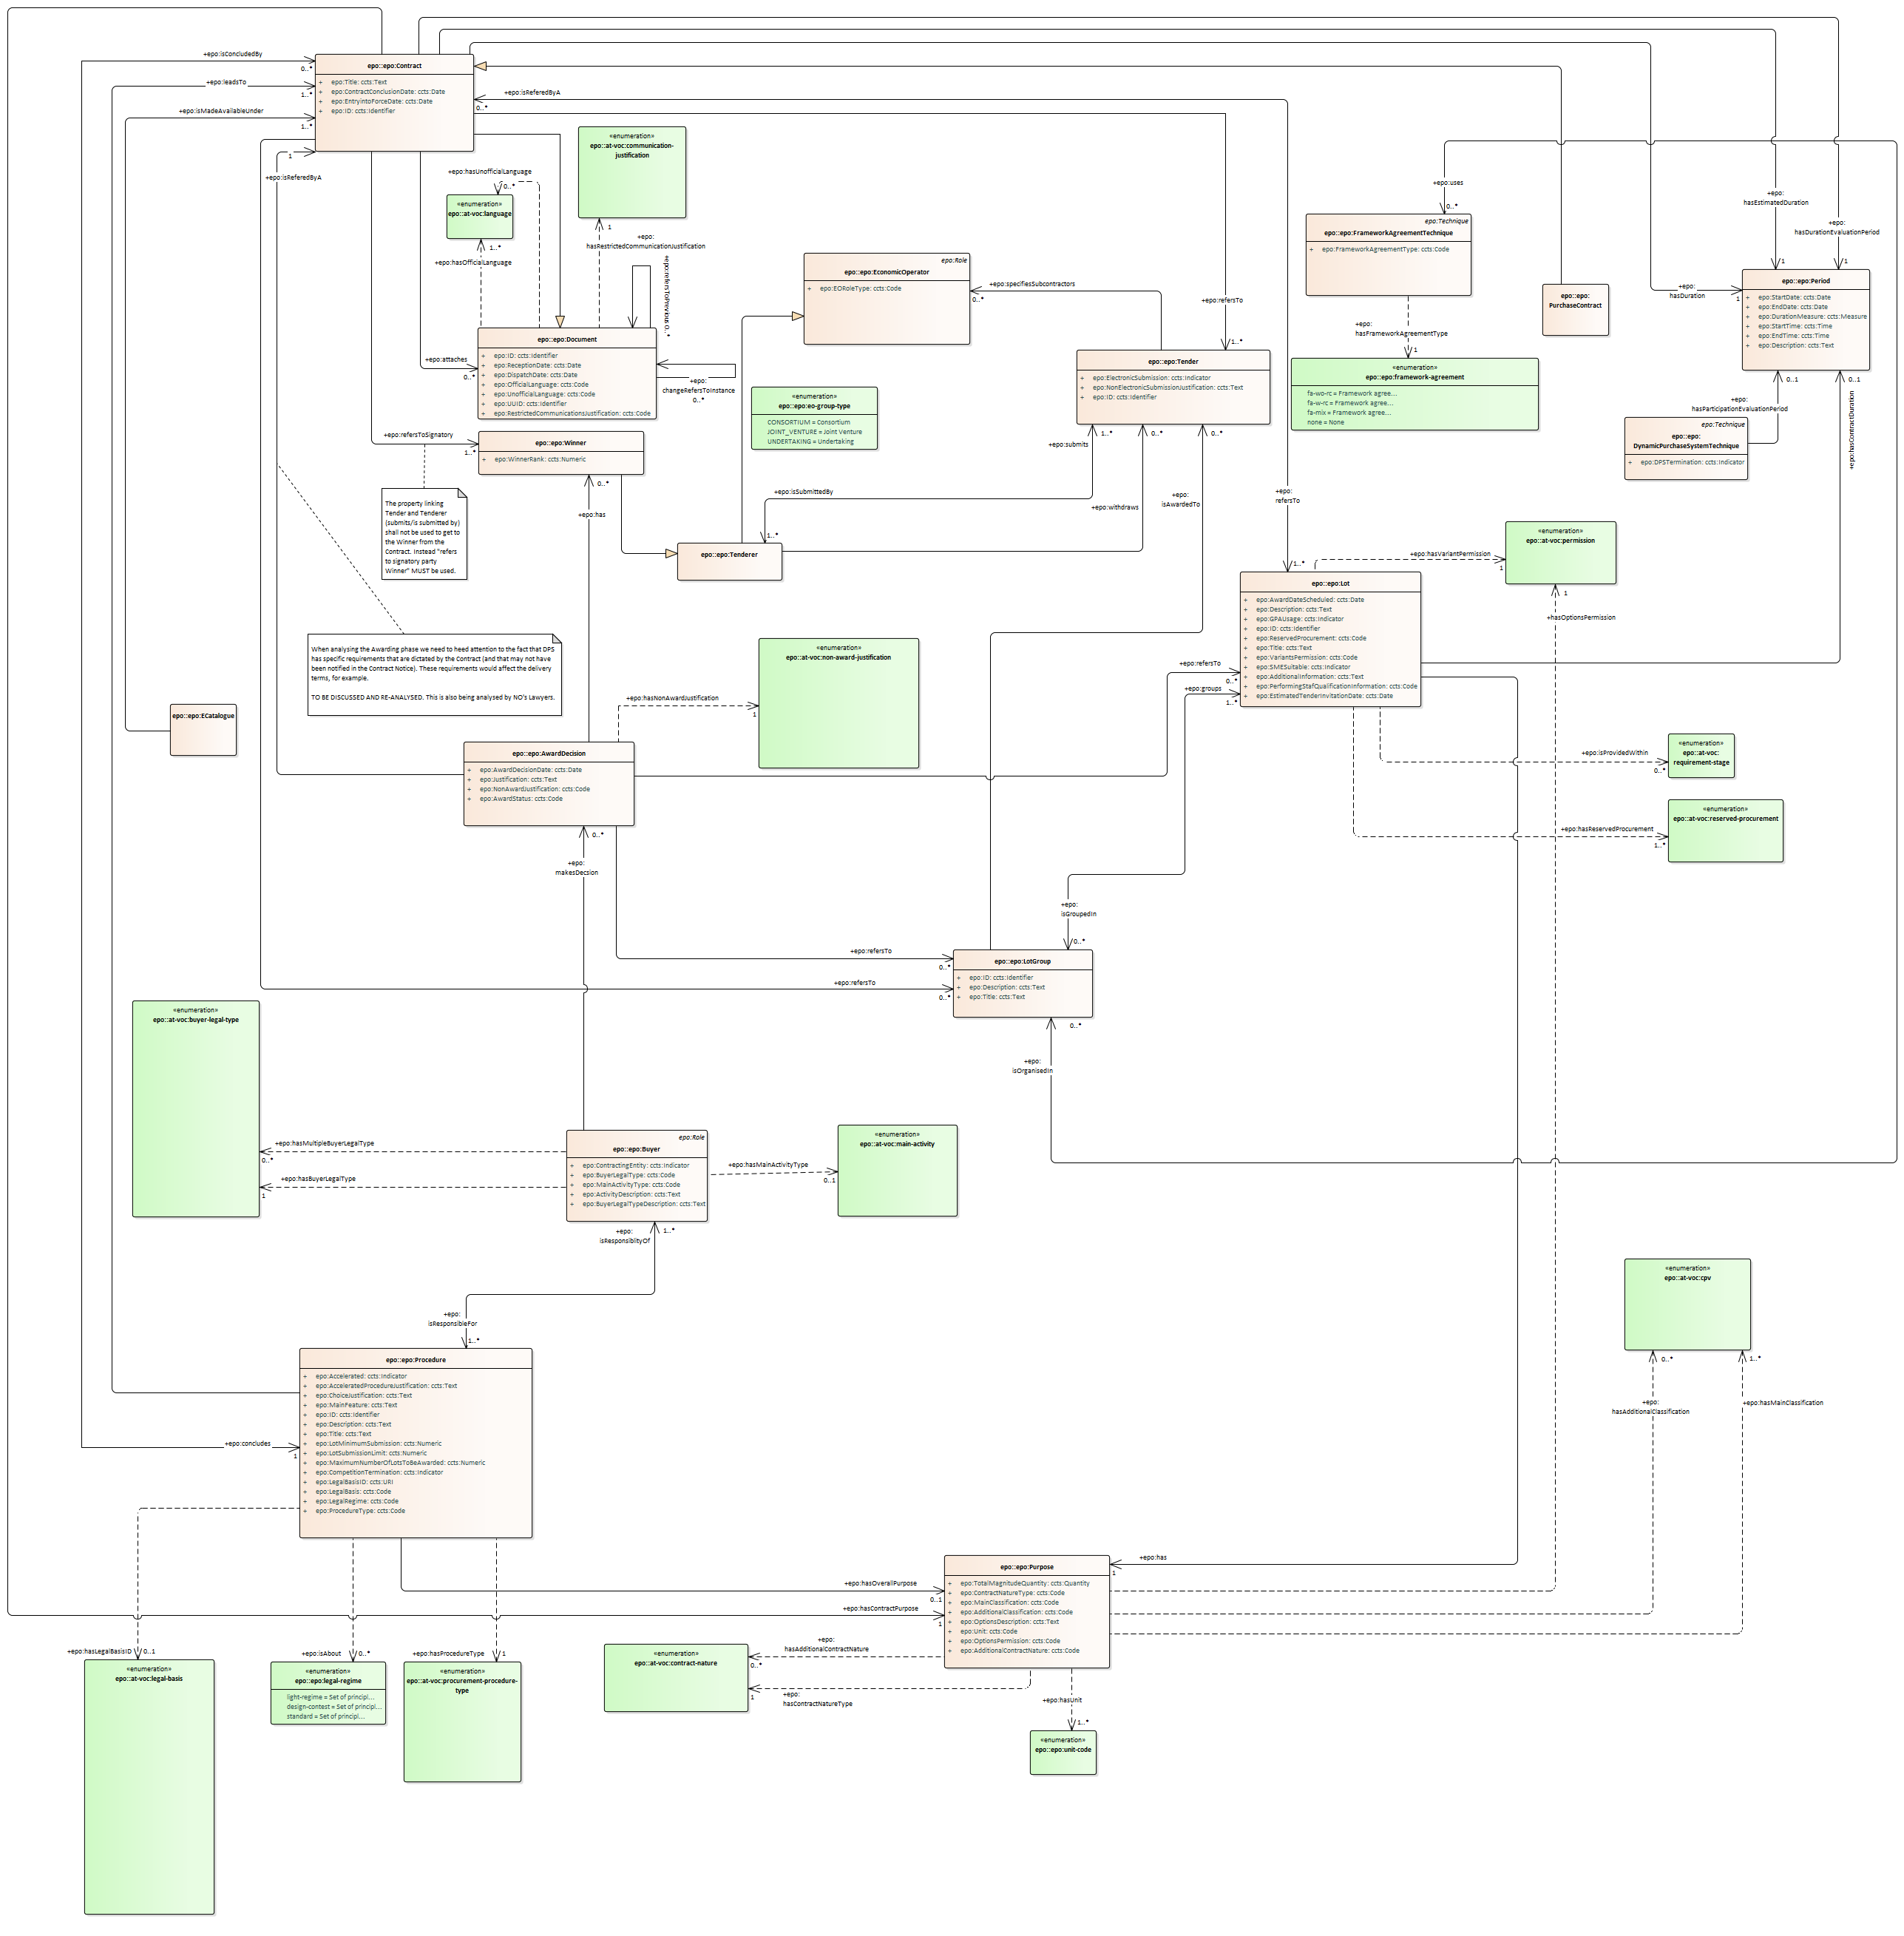 +epo:isConcludedBy
0..*
+epo:leadsTo
1..*
+epo:isMadeAvailableUnder
1..*
1
+epo:isReferedByA
epo::epo:Contract
+ epo:Title: ccts:Text
+ epo:ContractConclusionDate: ccts:Date
+ epo:EntryintoForceDate: ccts:Date
+ epo:ID: ccts:Identifier
+epo:isReferedByA
0..*
«enumeration»
epo::at-voc:communication-
justification
1
+epo:
hasRestrictedCommunicationJustification
+epo:hasUnofficialLanguage
0..*
«enumeration»
epo::at-voc:language
1..*
+epo:hasOfficialLanguage
+epo:refersToPrevious 0..*
epo::epo:Document
+ epo:ID: ccts:Identifier
+ epo:ReceptionDate: ccts:Date
+ epo:DispatchDate: ccts:Date
+ epo:OfficialLanguage: ccts:Code
+ epo:UnofficialLanguage: ccts:Code
+ epo:UUID: ccts:Identifier
+ epo:RestrictedCommunicationsJustification: ccts:Code
+epo:attaches
0..*
+epo:
changeRefersToInstance
0..*
epo:Role
epo::epo:EconomicOperator
+ epo:EORoleType: ccts:Code
+epo:specifiesSubcontractors
0..*
+epo:refersTo
1..*
epo:Technique
epo::epo:FrameworkAgreementTechnique
+ epo:FrameworkAgreementType: ccts:Code
+epo:uses
0..*
+epo:
hasFrameworkAgreementType
1
«enumeration»
epo::epo:framework-agreement
fa-wo-rc = Framework agree...
fa-w-rc = Framework agree...
fa-mix = Framework agree...
none = None
epo::epo:
PurchaseContract
+epo:
hasEstimatedDuration
1
+epo:
hasDurationEvaluationPeriod
1
+epo:
hasDuration
1
epo::epo:Period
+ epo:StartDate: ccts:Date
+ epo:EndDate: ccts:Date
+ epo:DurationMeasure: ccts:Measure
+ epo:StartTime: ccts:Time
+ epo:EndTime: ccts:Time
+ epo:Description: ccts:Text
0..1
0..1
+epo:
hasParticipationEvaluationPeriod
+epo:hasContractDuration
epo:Technique
epo::epo:
DynamicPurchaseSystemTechnique
+ epo:DPSTermination: ccts:Indicator
epo::epo:Tender
+ epo:ElectronicSubmission: ccts:Indicator
+ epo:NonElectronicSubmissionJustification: ccts:Text
+ epo:ID: ccts:Identifier
«enumeration»
epo::epo:eo-group-type
CONSORTIUM = Consortium
JOINT_VENTURE = Joint Venture
UNDERTAKING = Undertaking
+epo:refersToSignatory
1..*
epo::epo:Winner
+ epo:WinnerRank: ccts:Numeric
0..*
+epo:has
+epo:submits
1..*
0..*
0..*
+epo:isSubmittedBy
1..*
+epo:withdraws
+epo:
isAwardedTo
The property linking
Tender and Tenderer
(submits/is submitted by)
shall not be used to get to
the Winner from the
Contract. Instead "refers
to signatory party
Winner" MUST be used.
epo::epo:Tenderer
+epo:
refersTo
1..*
«enumeration»
epo::at-voc:permission
+epo:hasVariantPermission
1
1
+epo:hasOptionsPermission
epo::epo:Lot
+ epo:AwardDateScheduled: ccts:Date
+ epo:Description: ccts:Text
+ epo:GPAUsage: ccts:Indicator
+ epo:ID: ccts:Identifier
+ epo:ReservedProcurement: ccts:Code
+ epo:Title: ccts:Text
+ epo:VariantsPermission: ccts:Code
+ epo:SMESuitable: ccts:Indicator
+ epo:AdditionalInformation: ccts:Text
+ epo:PerformingStafQualificationInformation: ccts:Code
+ epo:EstimatedTenderInvitationDate: ccts:Date
When analysing the Awarding phase we need to heed attention to the fact that DPS
has specific requirements that are dictated by the Contract (and that may not have
been notified in the Contract Notice). These requirements would affect the delivery
terms, for example.
TO BE DISCUSSED AND RE-ANALYSED. This is also being analysed by NO's Lawyers.
«enumeration»
epo::at-voc:non-award-justification
+epo:hasNonAwardJustification
1
+epo:refersTo
0..*
+epo:groups
1..*
epo::epo:ECatalogue
epo::epo:AwardDecision
+ epo:AwardDecisionDate: ccts:Date
+ epo:Justification: ccts:Text
+ epo:NonAwardJustification: ccts:Code
+ epo:AwardStatus: ccts:Code
0..*
+epo:
makesDecsion
«enumeration»
epo::at-voc:
requirement-stage
+epo:isProvidedWithin
0..*
«enumeration»
epo::at-voc:reserved-procurement
+epo:hasReservedProcurement
1..*
+epo:
isGroupedIn
0..*
+epo:refersTo
0..*
+epo:refersTo
0..*
epo::epo:LotGroup
+ epo:ID: ccts:Identifier
+ epo:Description: ccts:Text
+ epo:Title: ccts:Text
0..*
+epo:
isOrganisedIn
«enumeration»
epo::at-voc:buyer-legal-type
+epo:hasMultipleBuyerLegalType
0..*
+epo:hasBuyerLegalType
1
epo:Role
epo::epo:Buyer
+ epo:ContractingEntity: ccts:Indicator
+ epo:BuyerLegalType: ccts:Code
+ epo:MainActivityType: ccts:Code
+ epo:ActivityDescription: ccts:Text
+ epo:BuyerLegalTypeDescription: ccts:Text
+epo:hasMainActivityType
0..1
«enumeration»
epo::at-voc:main-activity
+epo:
isResponsiblityOf
1..*
+epo:
isResponsibleFor
1..*
«enumeration»
epo::at-voc:cpv
0..*
1..*
+epo:
hasAdditionalClassification
+epo:hasMainClassification
epo::epo:Procedure
+ epo:Accelerated: ccts:Indicator
+ epo:AcceleratedProcedureJustification: ccts:Text
+ epo:ChoiceJustification: ccts:Text
+ epo:MainFeature: ccts:Text
+ epo:ID: ccts:Identifier
+ epo:Description: ccts:Text
+ epo:Title: ccts:Text
+ epo:LotMinimumSubmission: ccts:Numeric
+ epo:LotSubmissionLimit: ccts:Numeric
+ epo:MaximumNumberOfLotsToBeAwarded: ccts:Numeric
+ epo:CompetitionTermination: ccts:Indicator
+ epo:LegalBasisID: ccts:URI
+ epo:LegalBasis: ccts:Code
+ epo:LegalRegime: ccts:Code
+ epo:ProcedureType: ccts:Code
+epo:concludes
1
+epo:has
1
+epo:hasOverallPurpose
0..1
+epo:hasContractPurpose
1
epo::epo:Purpose
+ epo:TotalMagnitudeQuantity: ccts:Quantity
+ epo:ContractNatureType: ccts:Code
+ epo:MainClassification: ccts:Code
+ epo:AdditionalClassification: ccts:Code
+ epo:OptionsDescription: ccts:Text
+ epo:Unit: ccts:Code
+ epo:OptionsPermission: ccts:Code
+ epo:AdditionalContractNature: ccts:Code
+epo:hasLegalBasisID
0..1
+epo:isAbout
0..*
+epo:hasProcedureType
1
«enumeration»
epo::at-voc:legal-basis
«enumeration»
epo::epo:legal-regime
light-regime = Set of principl...
design-contest = Set of principl...
standard = Set of principl...
«enumeration»
epo::at-voc:procurement-procedure-
type
«enumeration»
epo::at-voc:contract-nature
+epo:
hasAdditionalContractNature
0..*
+epo:
hasContractNatureType
1
+epo:hasUnit
1..*
«enumeration»
epo::epo:unit-code